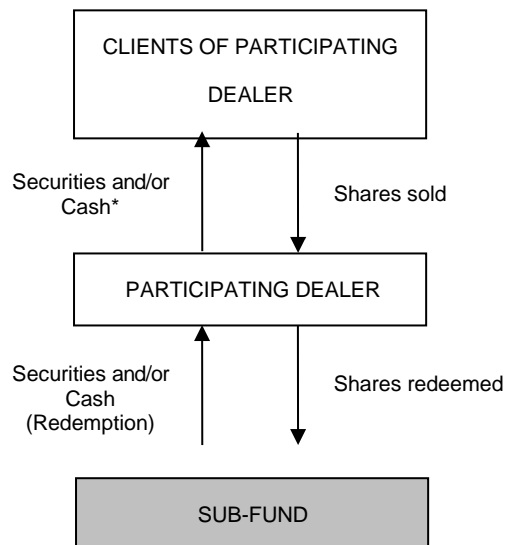 CLIENTS OF PARTICIPATING
DEALER
Securities and/or
Cash*
Shares sold
PARTICIPATING DEALER
Securities and/or
Cash
(Redemption)
Shares redeemed
SUB-FUND